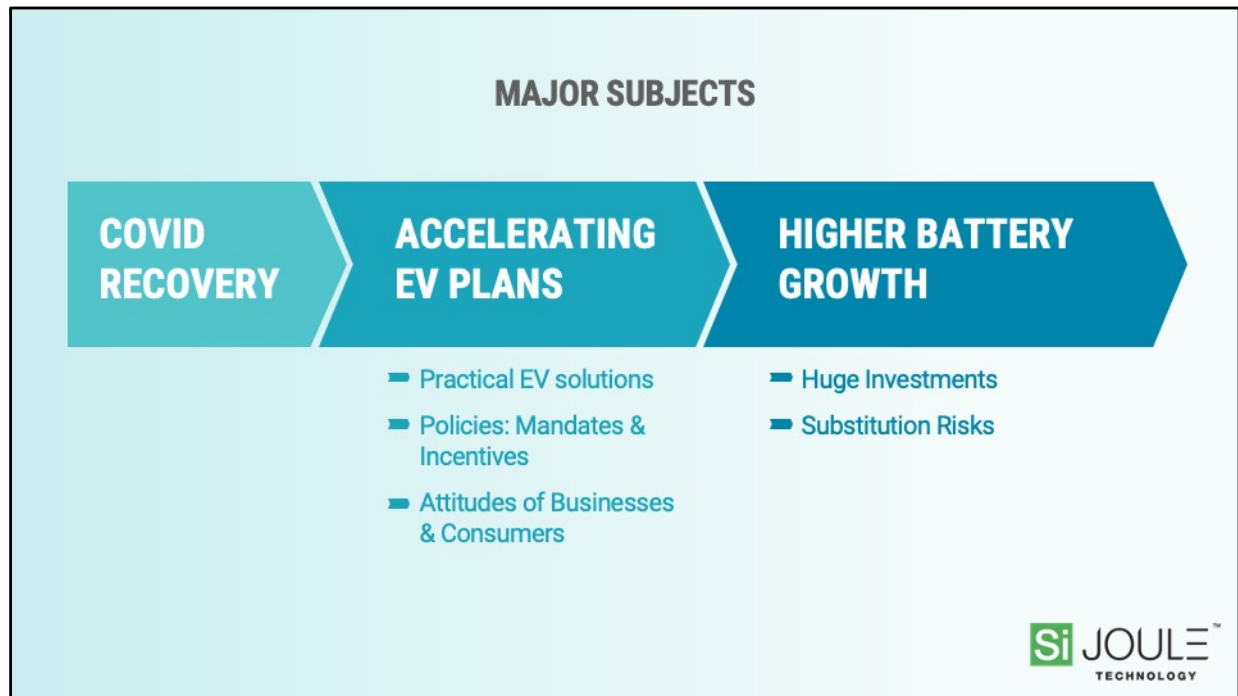 MAJOR SUBJECTS
COVID
RECOVERY
ACCELERATING
EV PLANS
Practical EV solutions
Policies: Mandates &
Incentives
Attitudes of Businesses
& Consumers
HIGHER BATTERY
GROWTH
Huge Investments
Substitution Risks
Si JOULE™
TECHNOLOGY